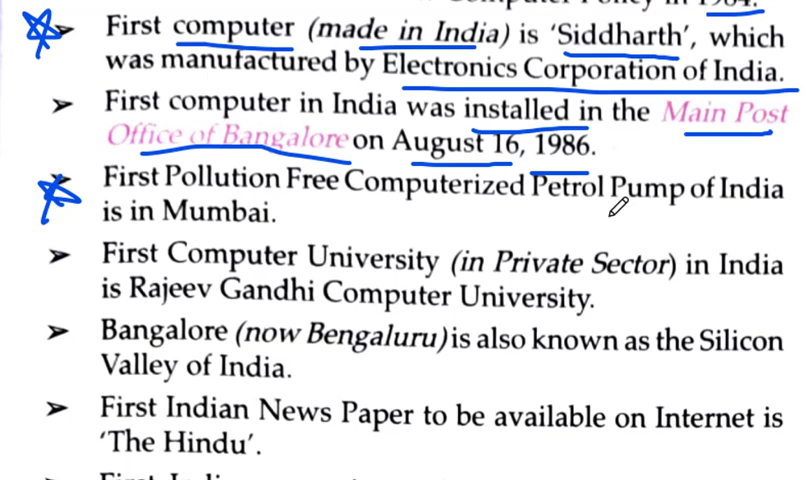 Computer Policy in 1984.
➢ First computer (made in India) is 'Siddharth', which
was manufactured by Electronics Corporation of India.
➢ First computer in India was installed in the Main Post
Office of Bangalore on August 16, 1986.
➢ First Pollution Free Computerized Petrol Pump of India
is in Mumbai.
➢ First Computer University (in Private Sector) in India
is Rajeev Gandhi Computer University.
➢ Bangalore (now Bengaluru) is also known as the Silicon
Valley of India.
➢ First Indian News Paper to be available on Internet is
'The Hindu'.